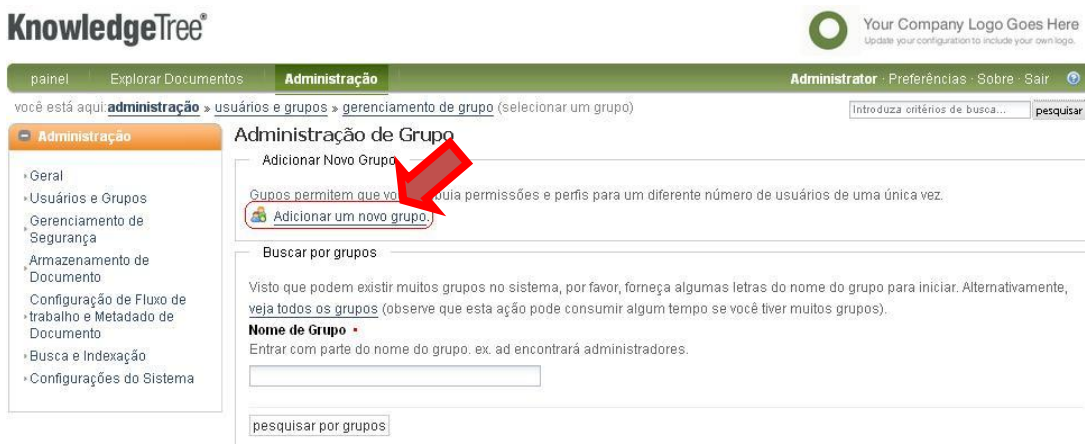 KnowledgeTree®
Your Company Logo Goes Here
Update your configuration to include your own logo.
painel Explorar Documentos Administração Administrator · Preferências · Sobre · Sair ?
você está aqui: administração » usuários e grupos » gerenciamento de grupo (selecionar um grupo) Introduza critérios de busca... pesquisar
Administração
Geral
Usuários e Grupos
Gerenciamento de
Segurança
Armazenamento de
Documento
Configuração de Fluxo de
trabalho e Metadado de
Documento
Busca e Indexação
Configurações do Sistema
Administração de Grupo
Adicionar Novo Grupo
Gupos permitem que permissões e perfis para um diferente número de usuários de uma única vez.
Adicionar um novo grupo.
Buscar por grupos
Visto que podem existir muitos grupos no sistema, por favor, forneça algumas letras do nome do grupo para iniciar. Alternativamente,
veja todos os grupos (observe que esta ação pode consumir algum tempo se você tiver muitos grupos).
Nome de Grupo
Entrar com parte do nome do grupo. ex. ad encontrará administradores.
pesquisar por grupos